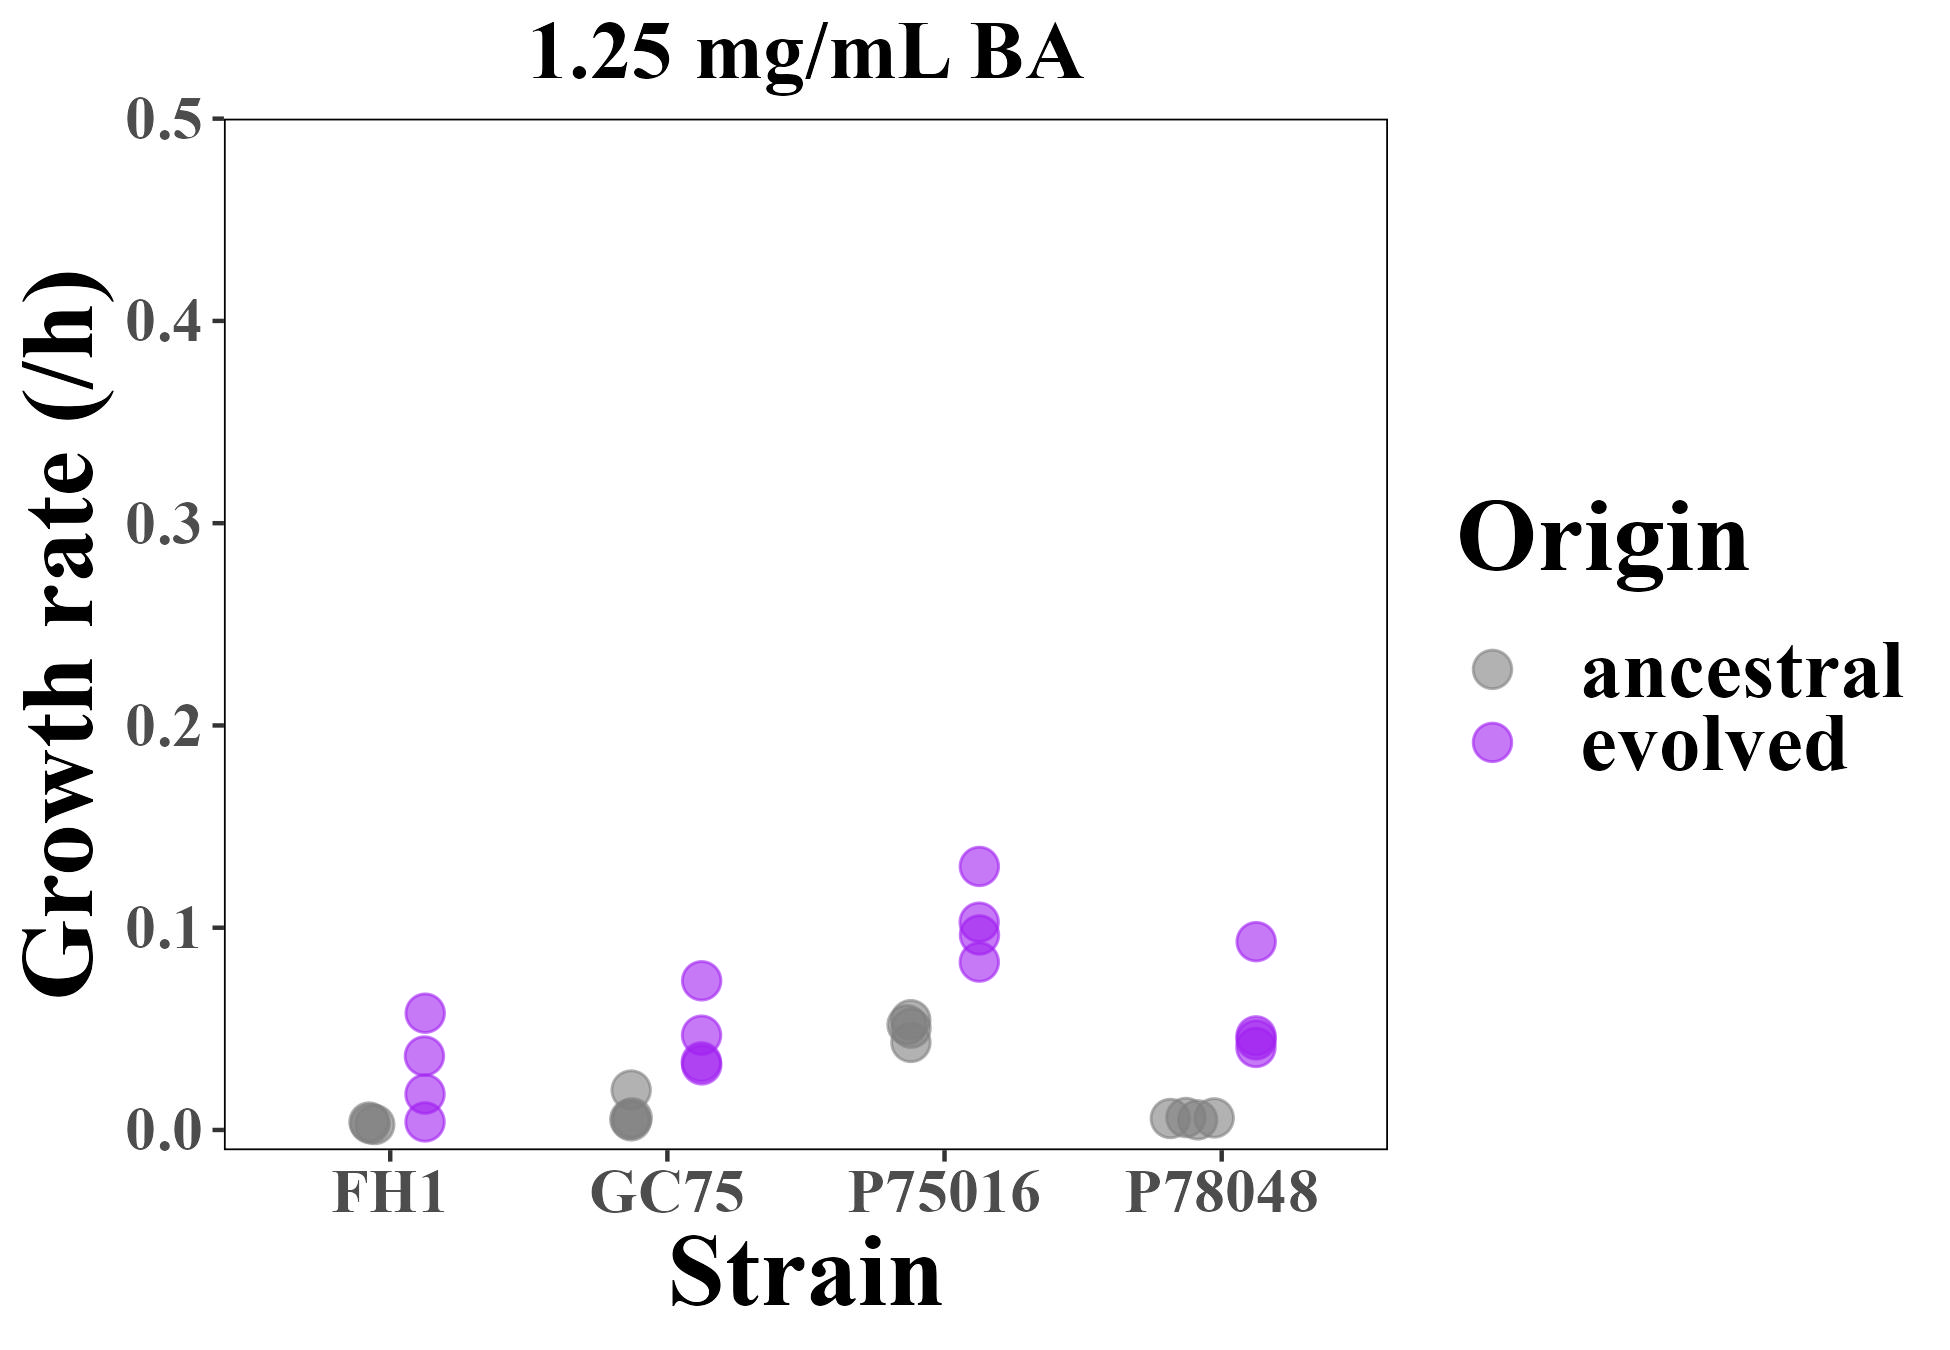 1.25 mg/mL BA
Growth rate (/h)
0.5
0.4
0.3
0.2
0.1
0.0
FH1
GC75
P75016
P78048
Strain
Origin
ancestral
evolved